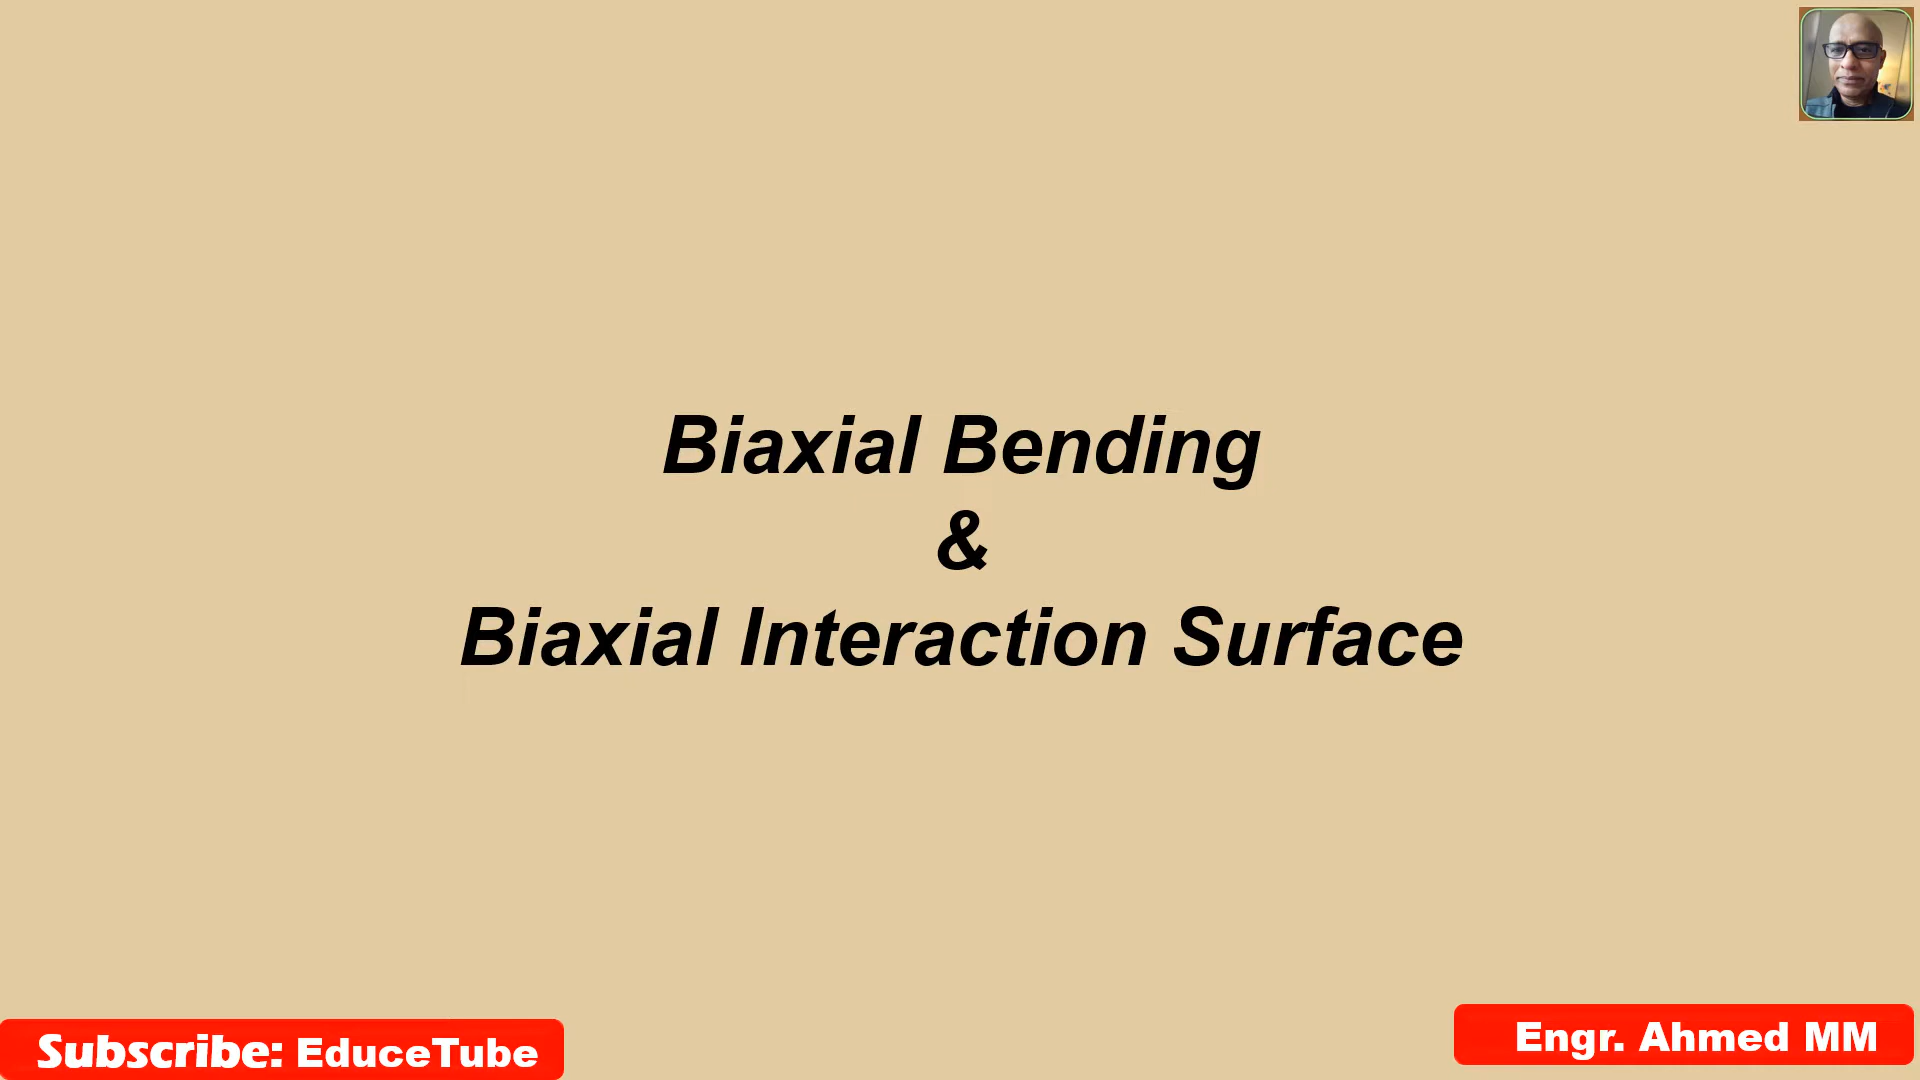 Biaxial Bending
&
Biaxial Interaction Surface
Subscribe: EduceTube
Engr. Ahmed MM